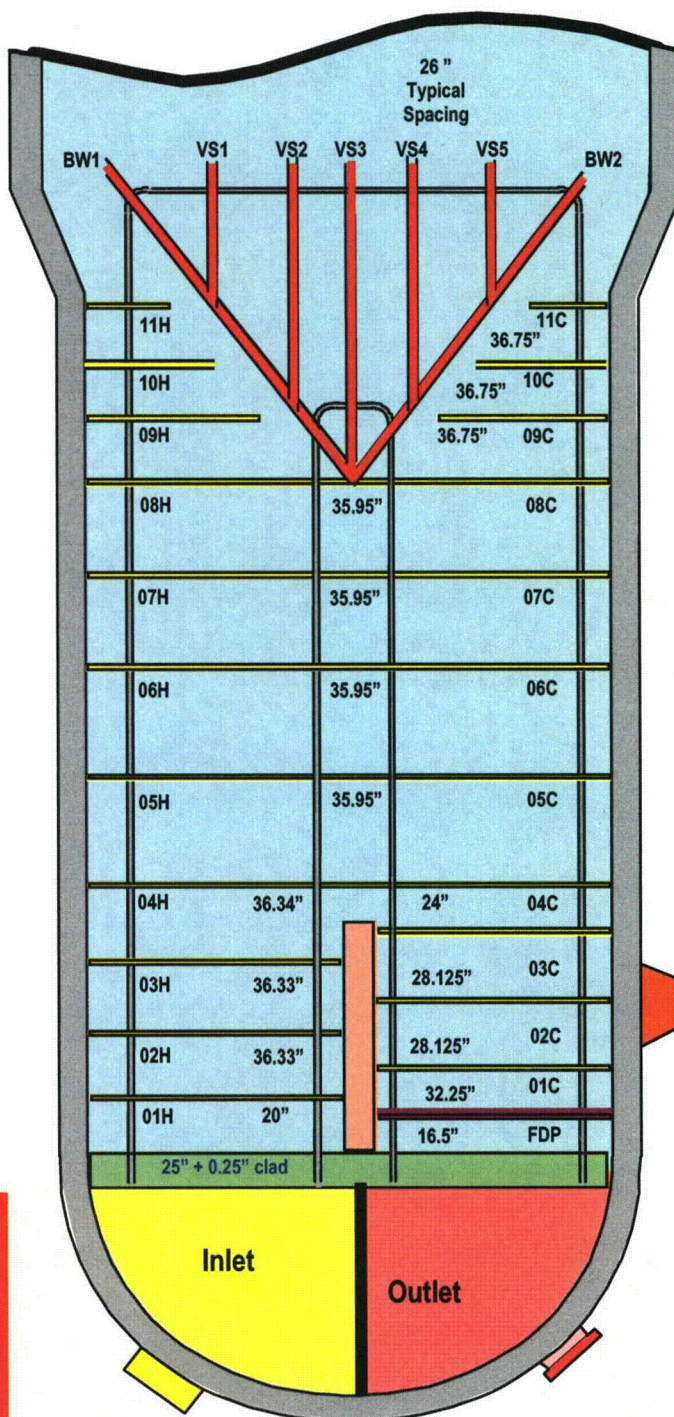 26 ”
Typical
Spacing
BW1 VS1 VS2 VS3 VS4 VS5 BW2
11H 11C
36.75”
10H 36.75” 10C
09H 36.75” 09C
08H 35.95” 08C
07H 35.95” 07C
06H 35.95” 06C
05H 35.95” 05C
04H 36.34” 24” 04C
03H 36.33” 28.125” 03C
02H 36.33” 28.125” 02C
32.25” 01C
01H 20” 16.5” FDP
25” + 0.25” clad
Inlet
Outlet